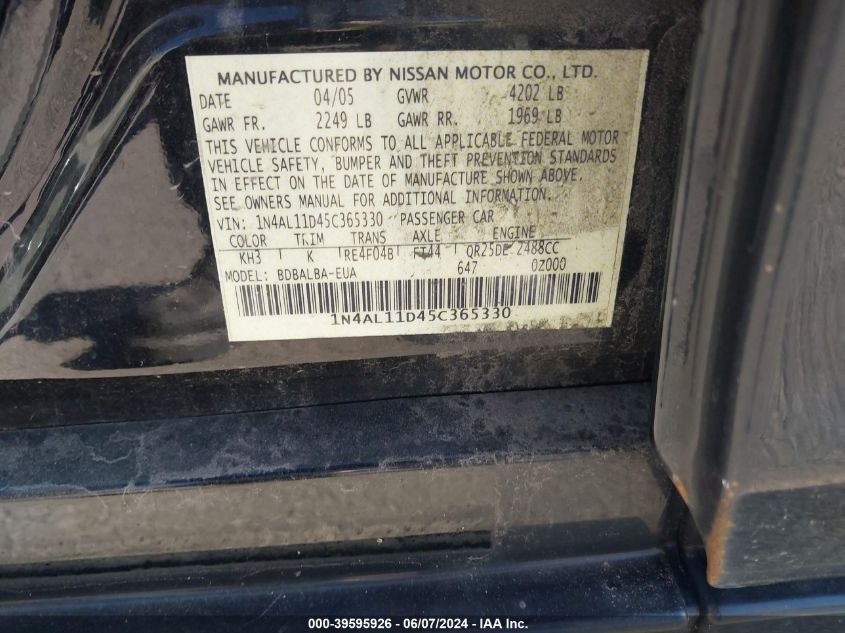 MANUFACTURED BY NISSAN MOTOR CO., LTD.
DATE 04/05 GVWR 4202 LB
GAWR FR. 2249 LB GAWR RR. 1969 LB
THIS VEHICLE CONFORMS TO ALL APPLICABLE FEDERAL MOTOR
VEHICLE SAFETY, BUMPER AND THEFT PREVENTION STANDARDS
IN EFFECT ON THE DATE OF MANUFACTURE SHOWN ABOVE.
SEE OWNERS MANUAL FOR ADDITIONAL INFORMATION.
VIN: 1N4AL11D45C365330 PASSENGER CAR
COLOR TRIM TRANS AXLE ENGINE
KH3 K RE4F04B FT44 QR25DE 2488CC
MODEL: BDBALBA-EUA 647 0Z000
1N4AL11D45C365330
000-39595926 / 06/07/2024 / IAA Inc.